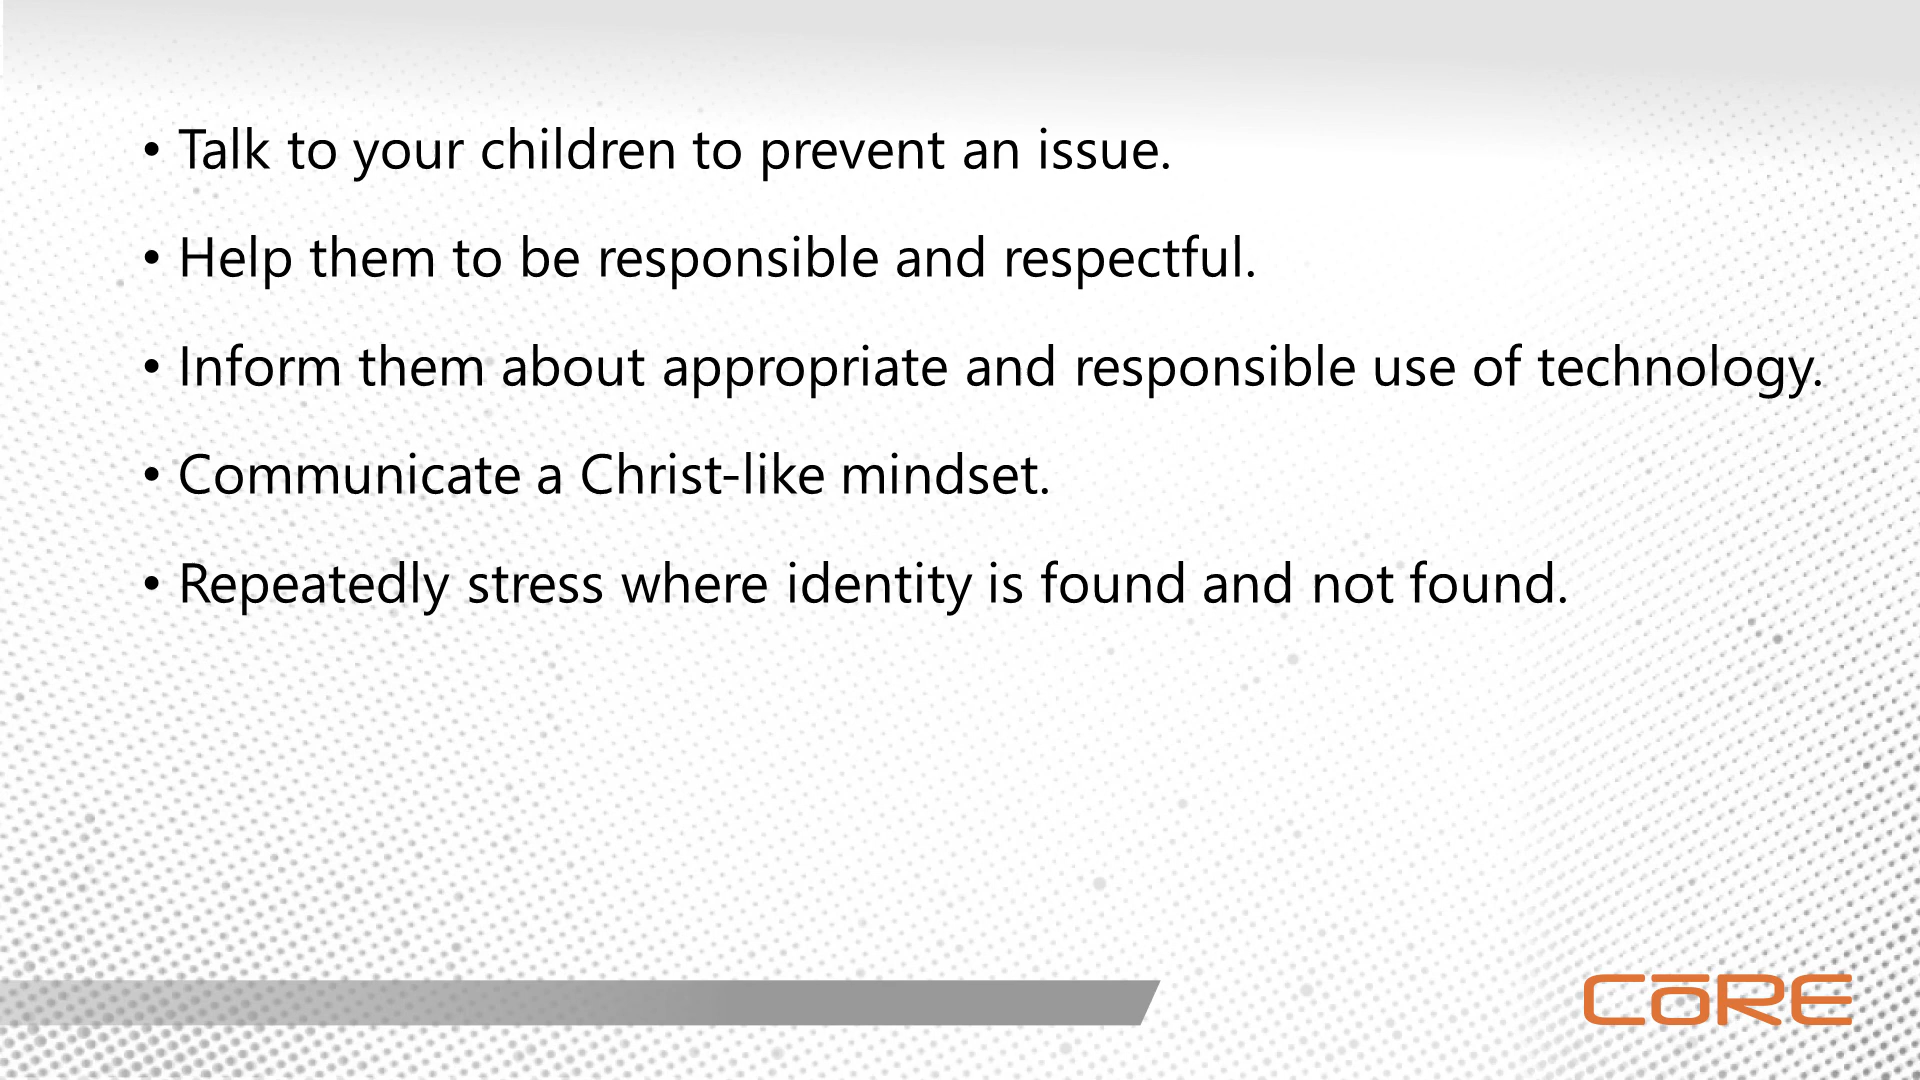 • Talk to your children to prevent an issue.
• Help them to be responsible and respectful.
• Inform them about appropriate and responsible use of technology.
• Communicate a Christ-like mindset.
• Repeatedly stress where identity is found and not found.
CōRE